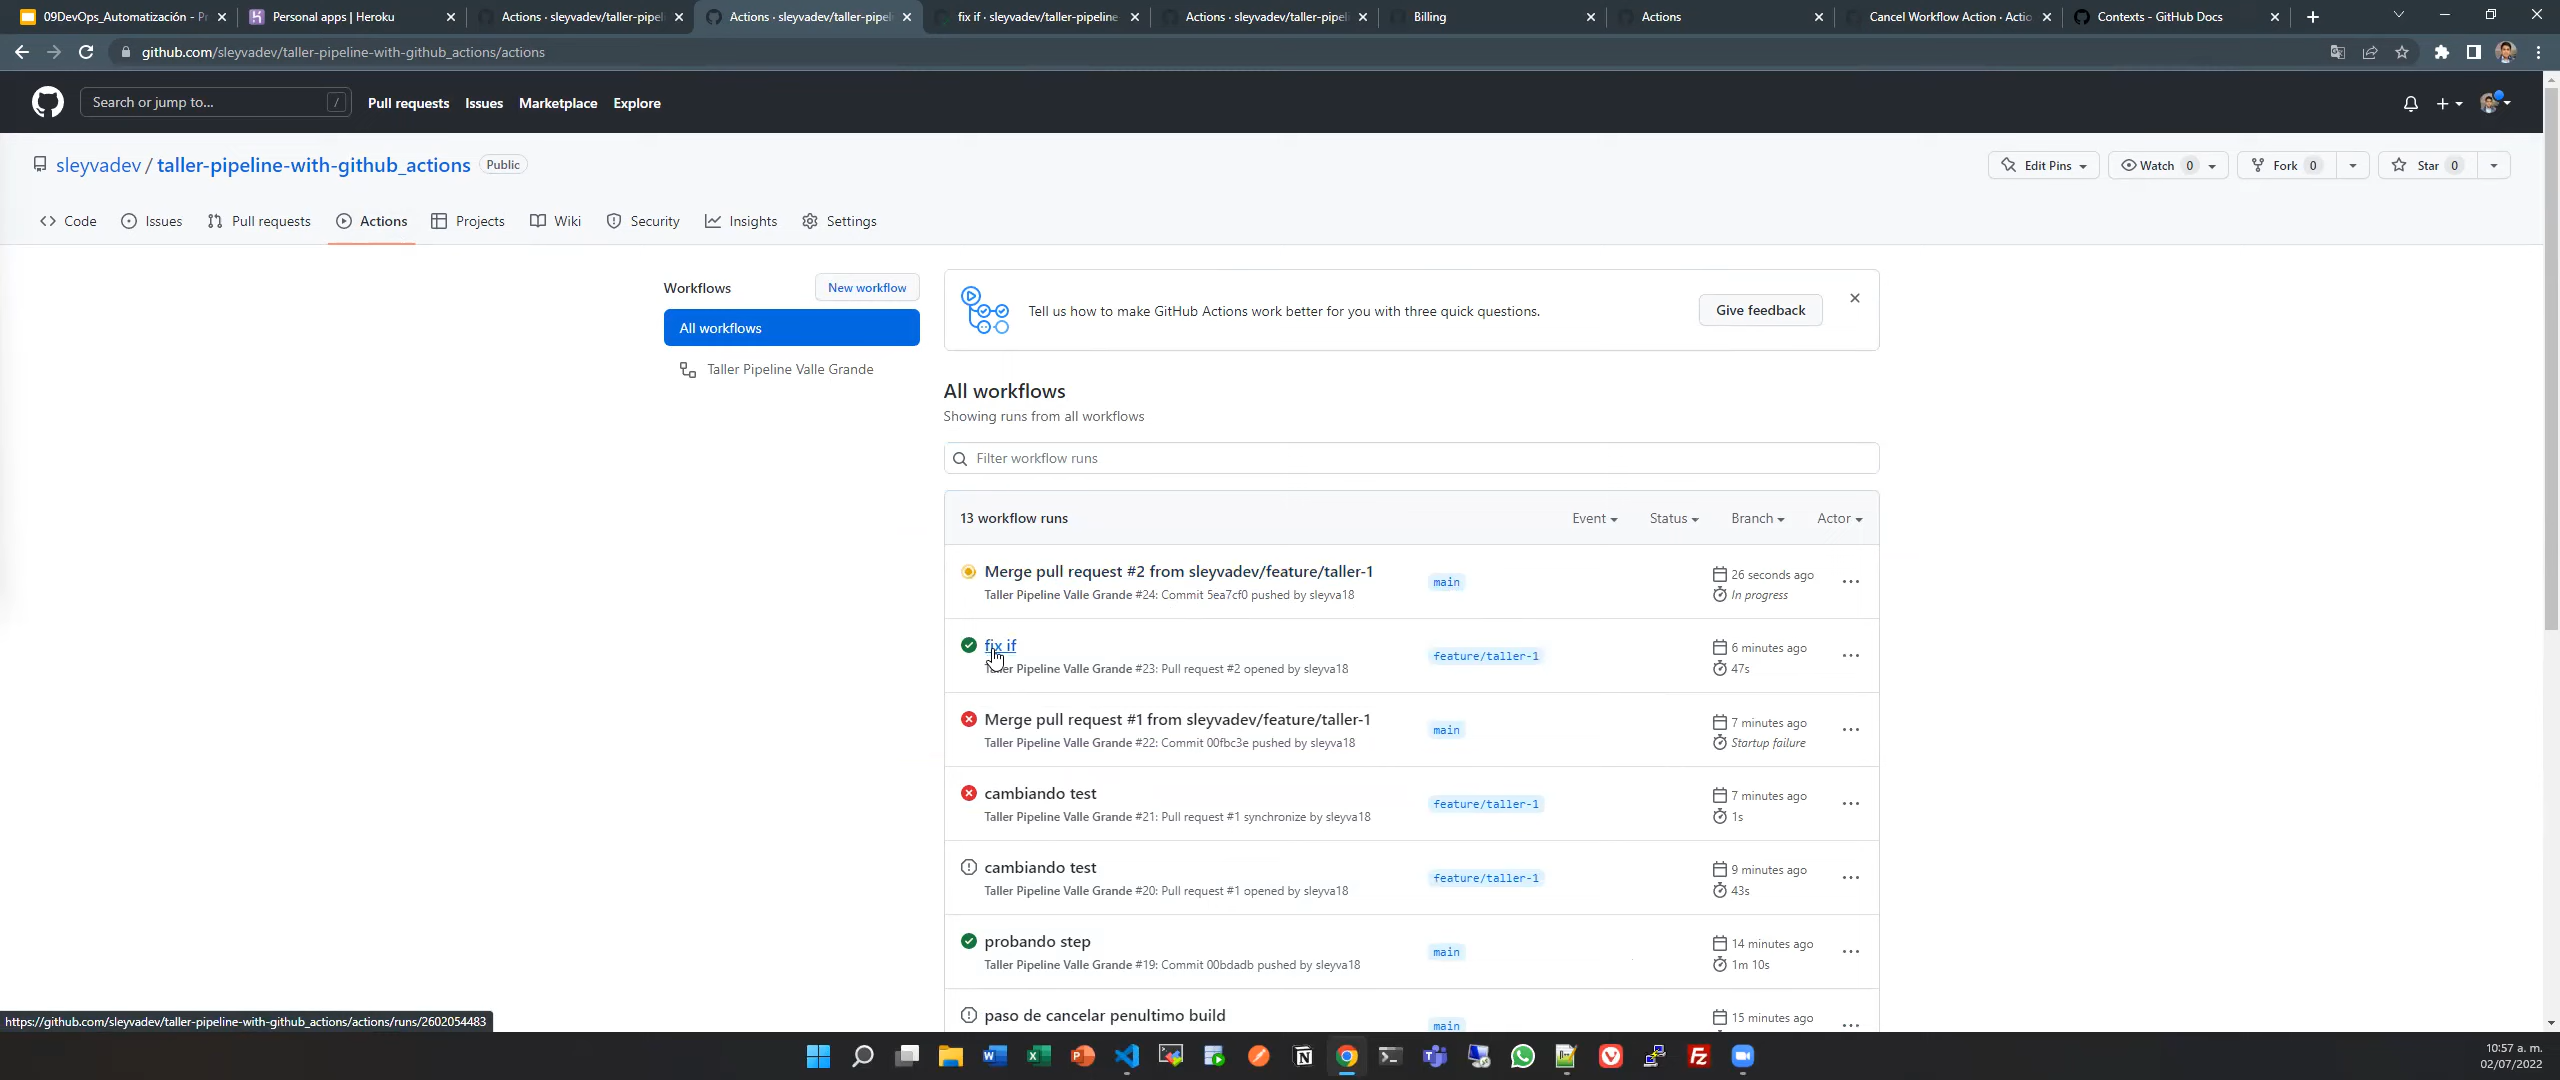 09DevOps_Automatización - Pr
Personal apps | Heroku
Actions · sleyvadev/taller-pipel
Actions · sleyvadev/taller-pipel
fix if · sleyvadev/taller-pipeline
Actions · sleyvadev/taller-pipel
Billing
Actions
Cancel Workflow Action · Actio
Contexts - GitHub Docs
github.com/sleyvadev/taller-pipeline-with-github_actions/actions
Search or jump to... /
Pull requests Issues Marketplace Explore
sleyvadev / taller-pipeline-with-github_actions Public
Edit Pins Watch 0 Fork 0 Star 0
Code Issues Pull requests Actions Projects Wiki Security Insights Settings
Workflows
New workflow
All workflows
Taller Pipeline Valle Grande
Tell us how to make GitHub Actions work better for you with three quick questions.
Give feedback
All workflows
Showing runs from all workflows
Filter workflow runs
13 workflow runs
Event Status Branch Actor
Merge pull request #2 from sleyvadev/feature/taller-1
Taller Pipeline Valle Grande #24: Commit 5ea7cf0 pushed by sleyva18
main
26 seconds ago
In progress
fix if
Taller Pipeline Valle Grande #23: Pull request #2 opened by sleyva18
feature/taller-1
6 minutes ago
47s
Merge pull request #1 from sleyvadev/feature/taller-1
Taller Pipeline Valle Grande #22: Commit 00fbc3e pushed by sleyva18
main
7 minutes ago
Startup failure
cambiando test
Taller Pipeline Valle Grande #21: Pull request #1 synchronize by sleyva18
feature/taller-1
7 minutes ago
1s
cambiando test
Taller Pipeline Valle Grande #20: Pull request #1 opened by sleyva18
feature/taller-1
9 minutes ago
43s
probando step
Taller Pipeline Valle Grande #19: Commit 00bdadb pushed by sleyva18
main
14 minutes ago
1m 10s
paso de cancelar penultimo build
main
15 minutes ago
https://github.com/sleyvadev/taller-pipeline-with-github_actions/actions/runs/2602054483
10:57 a. m.
02/07/2022